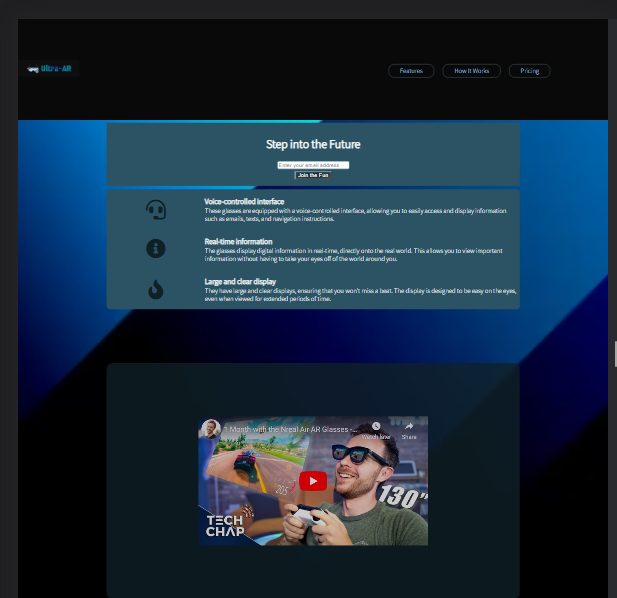 Ultra-AR
Features
How It Works
Pricing
Step into the Future
Enter your email address
Join the Fun
Voice-controlled interface
These glasses are equipped with a voice-controlled interface, allowing you to easily access and display information
such as emails, texts, and navigation instructions.
Real-time information
The glasses display digital information in real-time, directly onto the real world. This allows you to view important
information without having to take your eyes off of the world around you.
Large and clear display
They have large and clear displays, ensuring that you won't miss a beat. The display is designed to be easy on the eyes,
even when viewed for extended periods of time.
1 Month with the Nreal Air AR Glasses -...
Watch later
Share
205
130"
TECH
CHAP